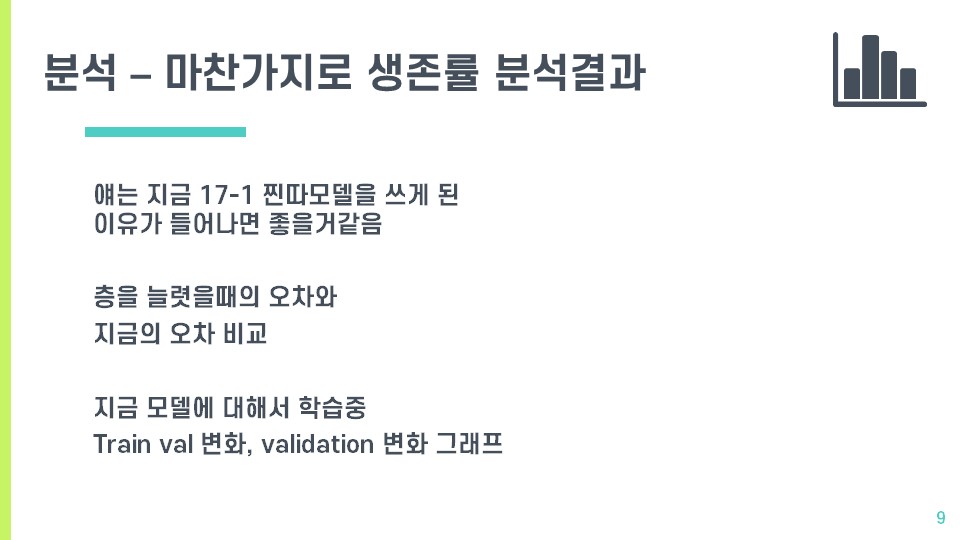 분석 – 마찬가지로 생존률 분석결과
얘는 지금 17-1 찐따모델을 쓰게 된
이유가 들어나면 좋을거같음
층을 늘렷을때의 오차와
지금의 오차 비교
지금 모델에 대해서 학습중
Train val 변화, validation 변화 그래프
9